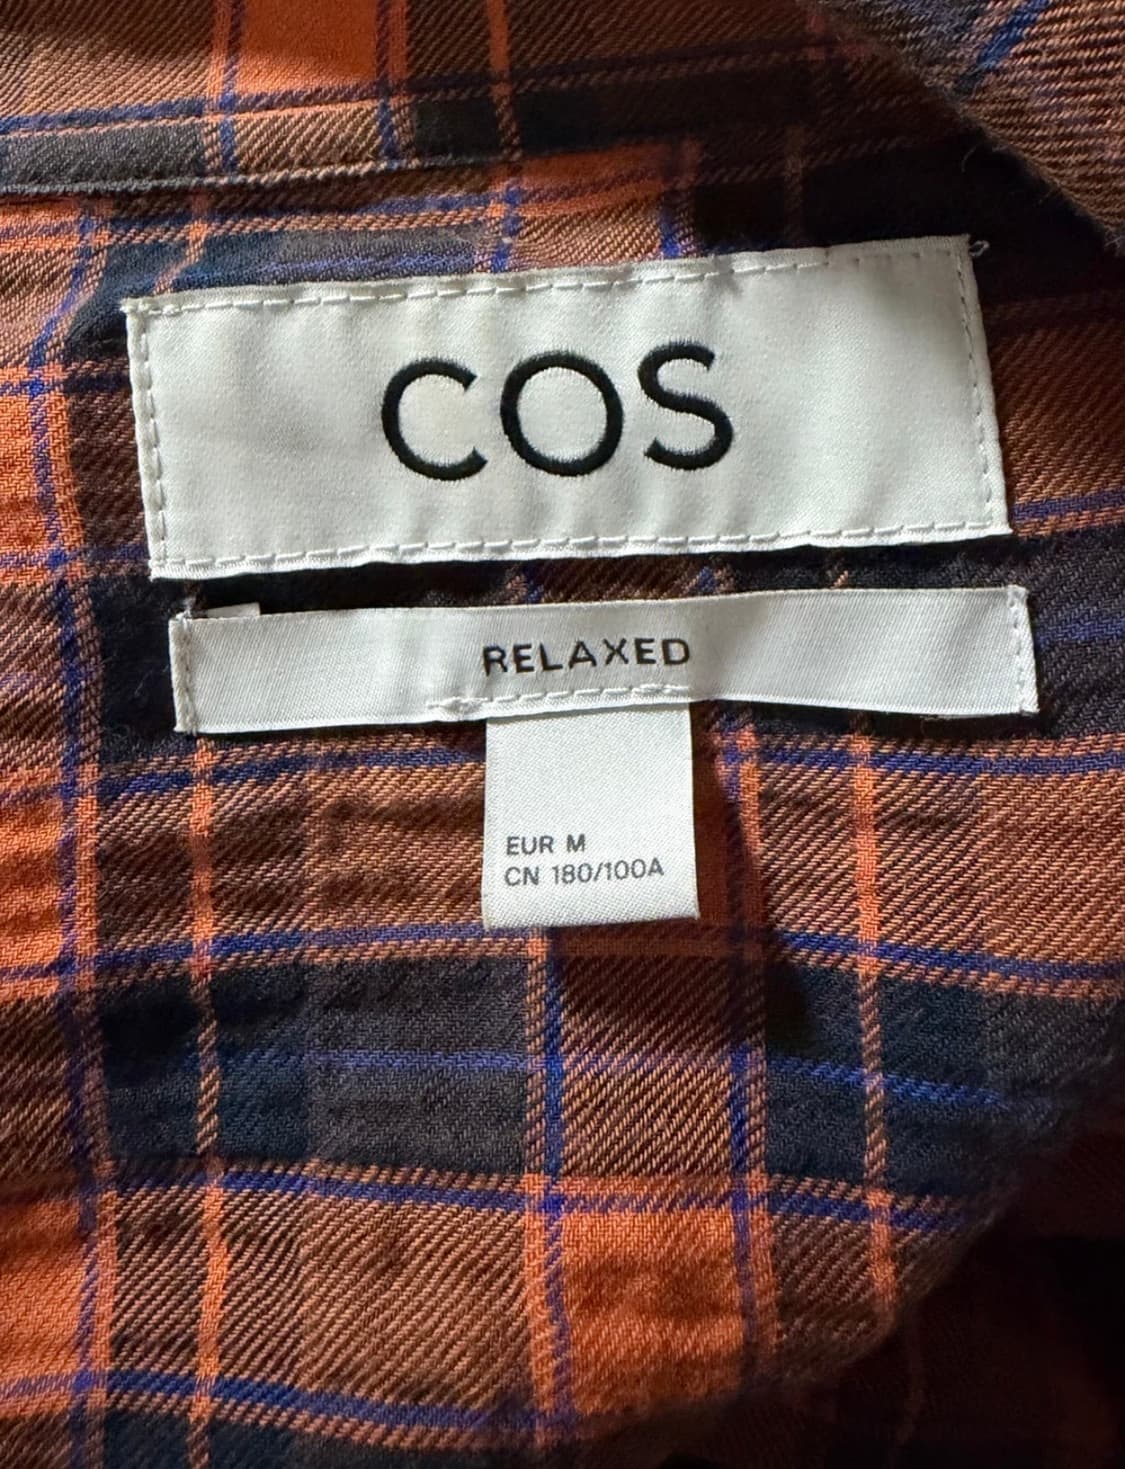 COS
RELAXED
EUR M
CN 180/100A